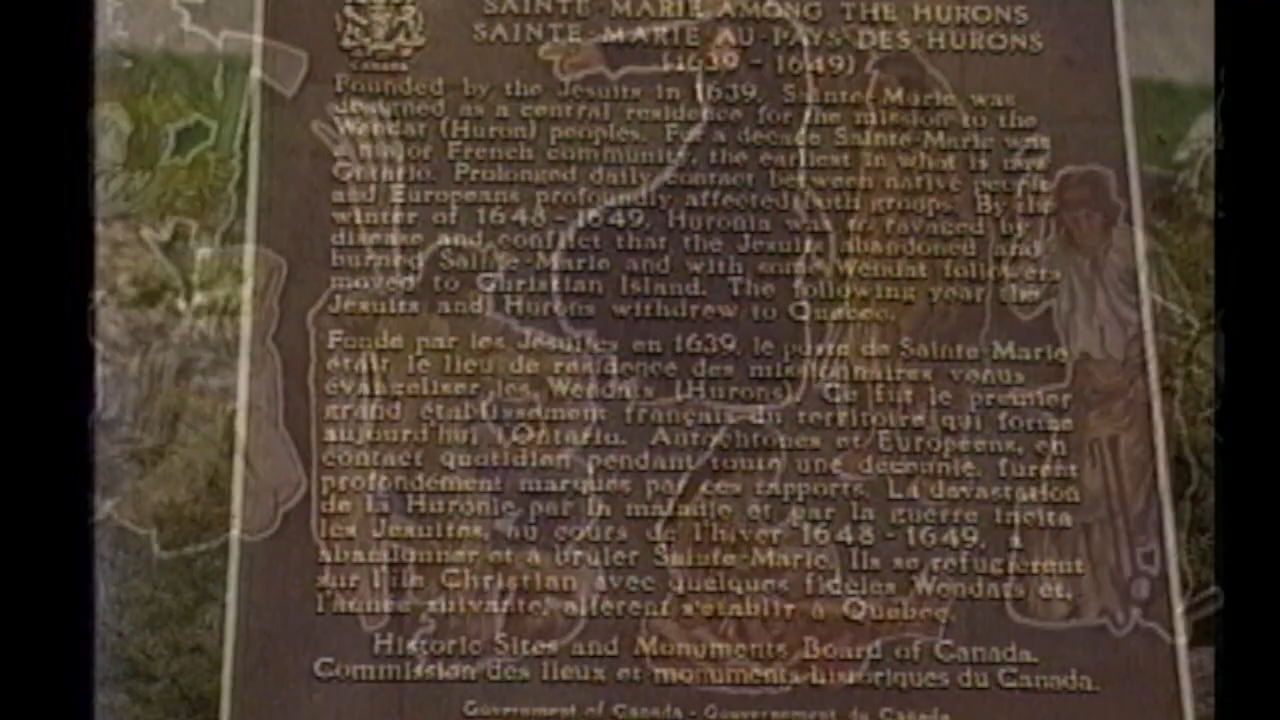 SAINTE-MARIE AMONG THE HURONS
SAINTE-MARIE AU-PAYS-DES-HURONS
(1639 - 1649)
CANADA
Founded by the Jesuits in 1639, Sainte-Marie was
designed as a central residence for the mission to the
Wendat (Huron) peoples. For a decade Sainte-Marie was
of French community, the earliest in what is now
Ontario. Prolonged daily contact between native people
and Europeans profoundly affected both groups. By the
winter of 1648-1649, Huronia was so ravaged by
disease and conflict that the Jesuits abandoned and
burned Sainte-Marie and with some Wendat followers
moved to Christian Island. The following year the
Jesuits and Hurons withdrew to Quebec.
Fondé par les Jésuites en 1639, le poste de Sainte-Marie
était le lieu de résidence des missionnaires venus
évangéliser les Wendats (Hurons). Ce fut le premier
grand établissement français du territoire qui forme
aujourd'hui l'Ontario. Autochtones et Européens, en
contact quotidien pendant toute une décennie, furent
profondément marqués par ces rapports. La dévastation
de la Huronie par la maladie et par la guerre incita
les Jésuites, au cours de l'hiver 1648-1649, à
abandonner et à brûler Sainte-Marie. Ils se réfugièrent
sur l'île Christian avec quelques fidèles Wendats et,
l'année suivante, allèrent s'établir à Québec.
Historic Sites and Monuments Board of Canada.
Commission des lieux et monuments historiques du Canada.
Government of Canada - Gouvernement du Canada